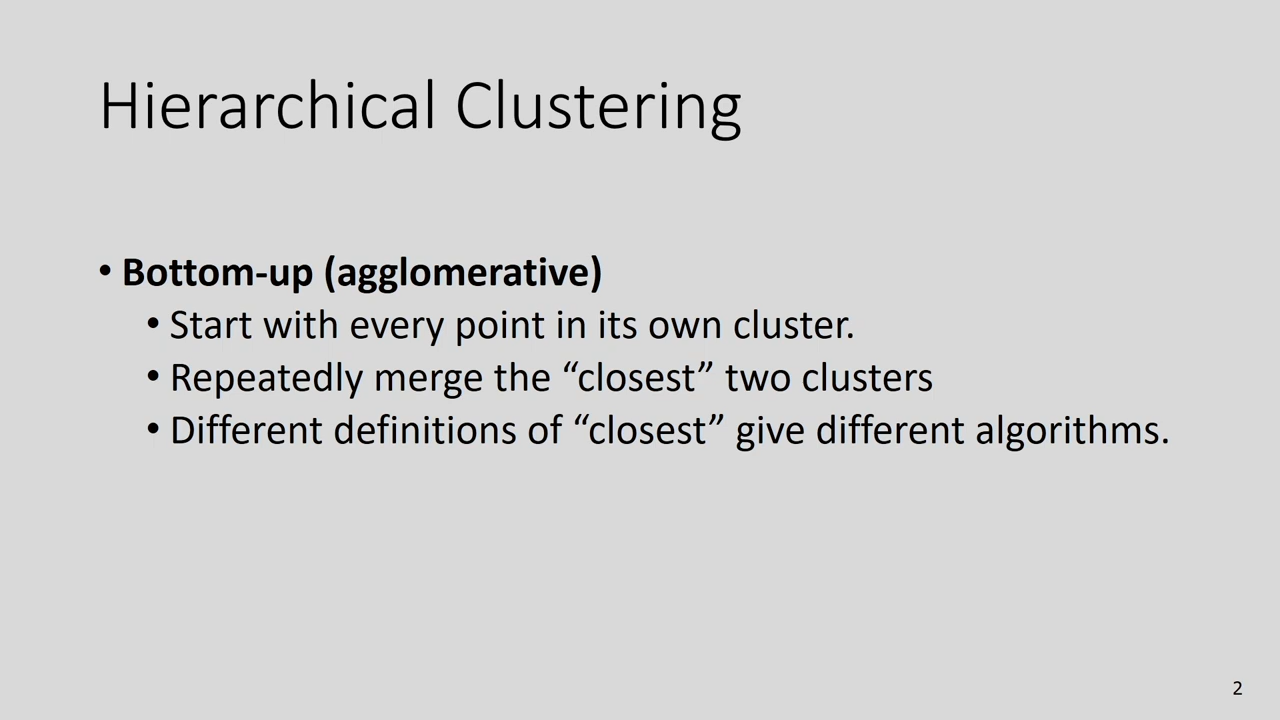 Hierarchical Clustering
• Bottom-up (agglomerative)
• Start with every point in its own cluster.
• Repeatedly merge the “closest” two clusters
• Different definitions of “closest” give different algorithms.
2